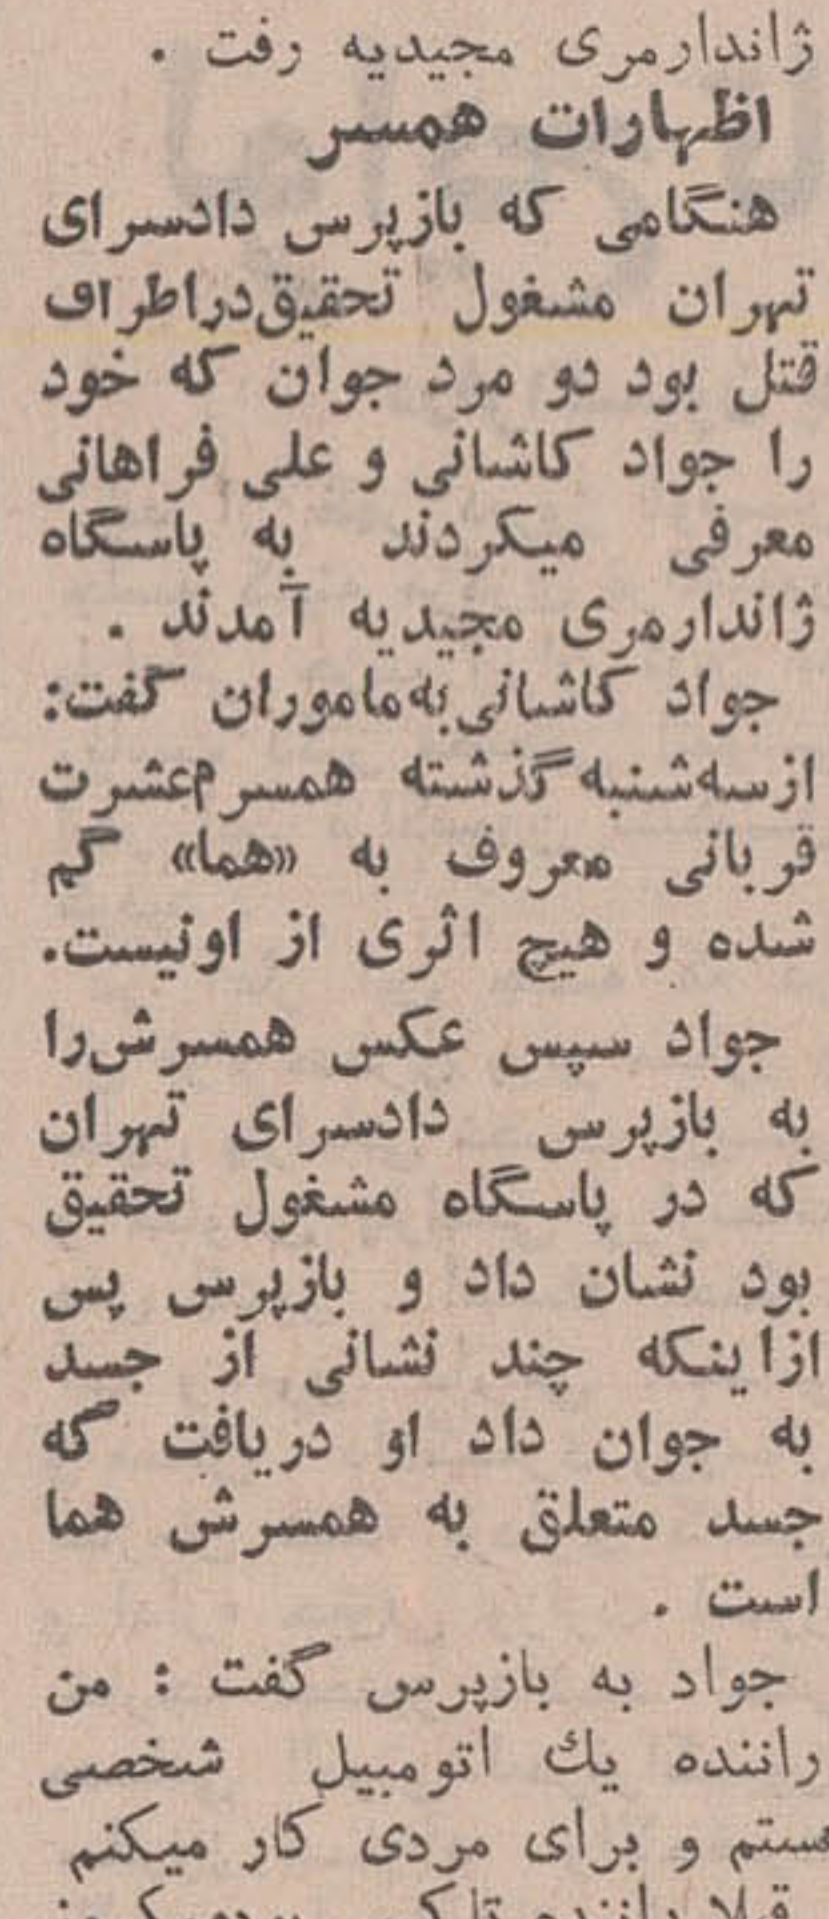 ژاندارمری مجیدیه رفت .
اظهارات همسر
هنگامی که بازپرس دادسرای
تهران مشغول تحقیق‌دراطراف
قتل بود دو مرد جوان که خود
را جواد کاشانی و علی فراهانی
معرفی میکردند به پاسگاه
ژاندارمری مجیدیه آمدند .
جواد کاشانی‌به‌ماموران گفت:
ازسه‌شنبه‌گذشته همسرم‌عشرت
قربانی معروف به «هما» گم
شده و هیچ اثری از اونیست.
جواد سپس عکس همسرش‌را
به بازپرس دادسرای تهران
که در پاسگاه مشغول تحقیق
بود نشان داد و بازپرس پس
ازاینکه چند نشانی از جسد
به جوان داد او دریافت که
جسد متعلق به همسرش هما
است .
جواد به بازپرس گفت : من
راننده یك اتومبیل شخصی
هستم و برای مردی کار میکنم
قبلا راننده تاکسی